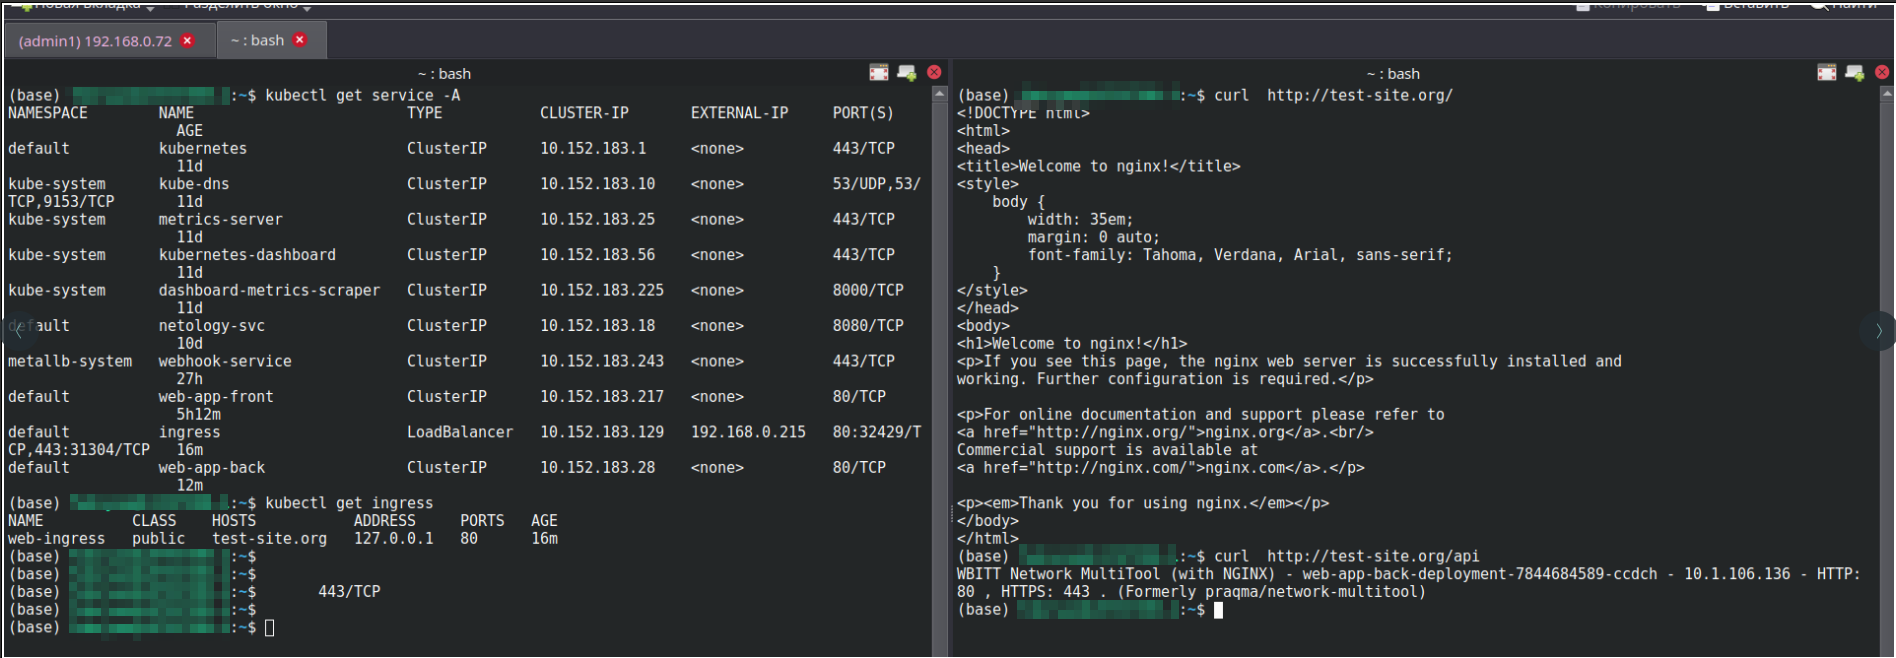 Новая вкладка
Разделить окно
Копировать
Вставить
Найти
(admin1) 192.168.0.72
~ : bash
~ : bash
(base) :~$ kubectl get service -A
NAMESPACE NAME TYPE CLUSTER-IP EXTERNAL-IP PORT(S)
AGE
default kubernetes ClusterIP 10.152.183.1 <none> 443/TCP
11d
kube-system kube-dns ClusterIP 10.152.183.10 <none> 53/UDP,53/
TCP,9153/TCP 11d
kube-system metrics-server ClusterIP 10.152.183.25 <none> 443/TCP
11d
kube-system kubernetes-dashboard ClusterIP 10.152.183.56 <none> 443/TCP
11d
kube-system dashboard-metrics-scraper ClusterIP 10.152.183.225 <none> 8000/TCP
11d
default netology-svc ClusterIP 10.152.183.18 <none> 8080/TCP
10d
metallb-system webhook-service ClusterIP 10.152.183.243 <none> 443/TCP
27h
default web-app-front ClusterIP 10.152.183.217 <none> 80/TCP
5h12m
default ingress LoadBalancer 10.152.183.129 192.168.0.215 80:32429/T
CP,443:31304/TCP 16m
default web-app-back ClusterIP 10.152.183.28 <none> 80/TCP
12m
(base) :~$ kubectl get ingress
NAME CLASS HOSTS ADDRESS PORTS AGE
web-ingress public test-site.org 127.0.0.1 80 16m
(base) :~$
(base) :~$
(base) :~$ 443/TCP
(base) :~$
(base) :~$
~ : bash
(base) :~$ curl http://test-site.org/
<!DOCTYPE html>
<html>
<head>
<title>Welcome to nginx!</title>
<style>
body {
width: 35em;
margin: 0 auto;
font-family: Tahoma, Verdana, Arial, sans-serif;
}
</style>
</head>
<body>
<h1>Welcome to nginx!</h1>
<p>If you see this page, the nginx web server is successfully installed and
working. Further configuration is required.</p>
<p>For online documentation and support please refer to
<a href="http://nginx.org/">nginx.org</a>.<br/>
Commercial support is available at
<a href="http://nginx.com/">nginx.com</a>.</p>
<p><em>Thank you for using nginx.</em></p>
</body>
</html>
(base) :~$ curl http://test-site.org/api
WBITT Network MultiTool (with NGINX) - web-app-back-deployment-7844684589-ccdch - 10.1.106.136 - HTTP:
80 , HTTPS: 443 . (Formerly praqma/network-multitool)
(base) :~$